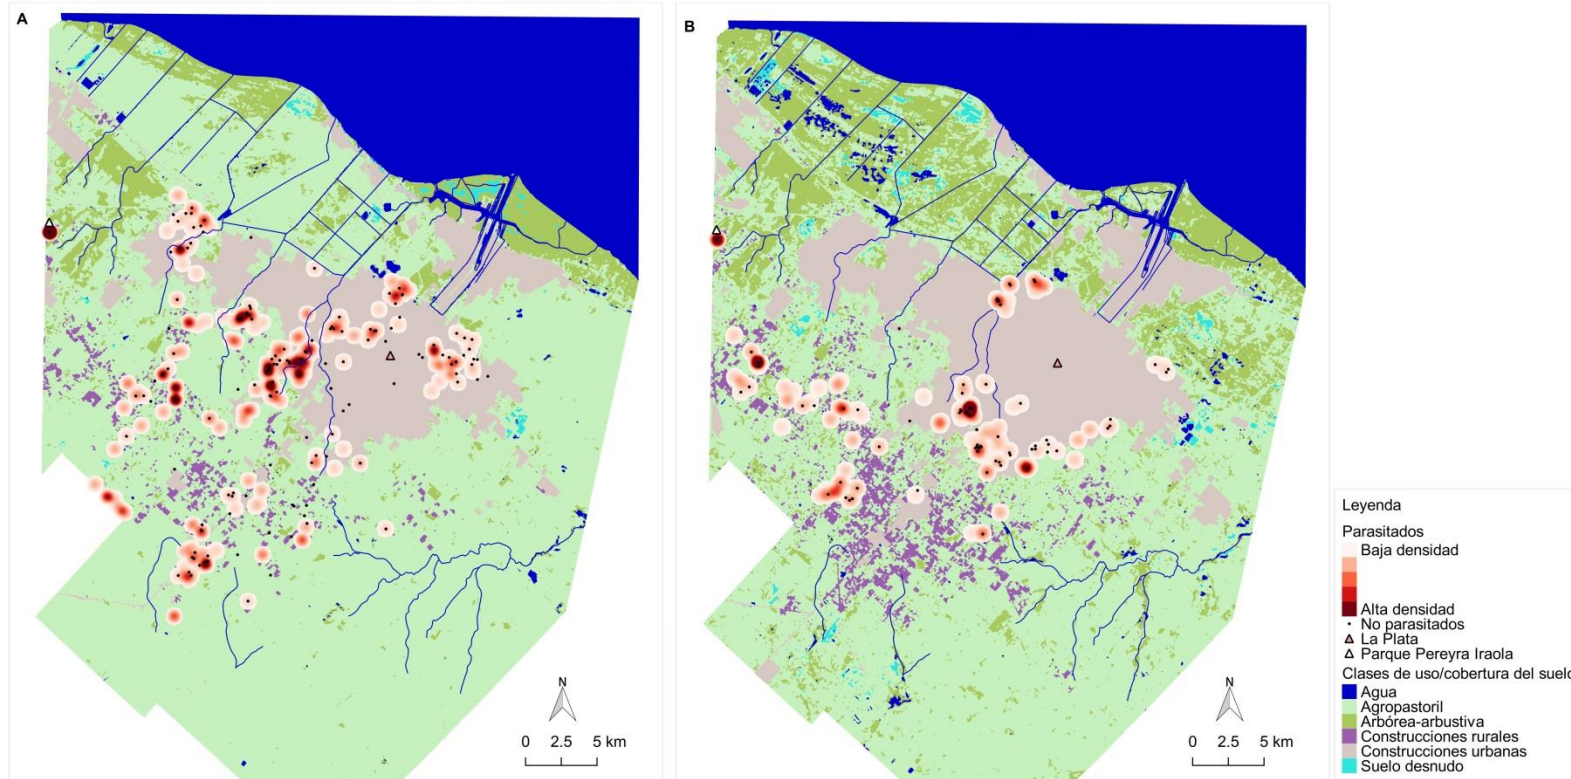 A
B
N
0 2.5 5 km
N
0 2.5 5 km
Leyenda
Parasitados
Baja densidad
Alta densidad
No parasitados
La Plata
Parque Pereyra Iraola
Clases de uso/cobertura del suelo
Agua
Agropastoril
Arbórea-arbustiva
Construcciones rurales
Construcciones urbanas
Suelo desnudo